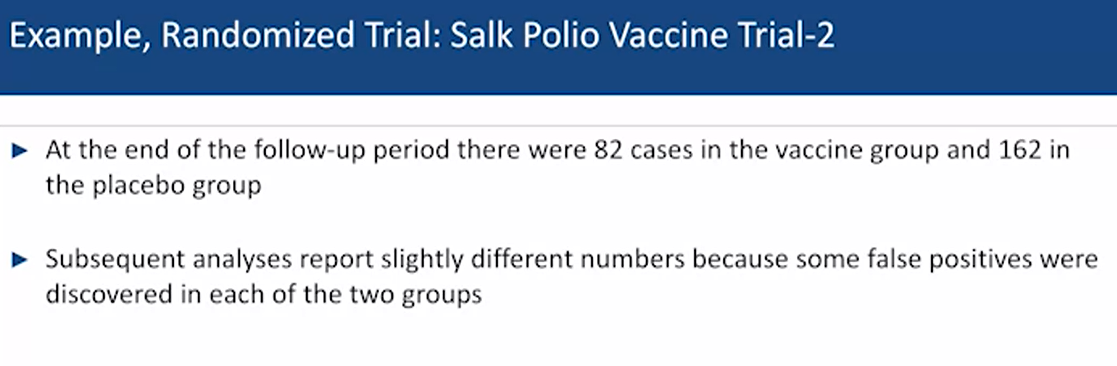 Example, Randomized Trial: Salk Polio Vaccine Trial-2
► At the end of the follow-up period there were 82 cases in the vaccine group and 162 in
the placebo group
► Subsequent analyses report slightly different numbers because some false positives were
discovered in each of the two groups